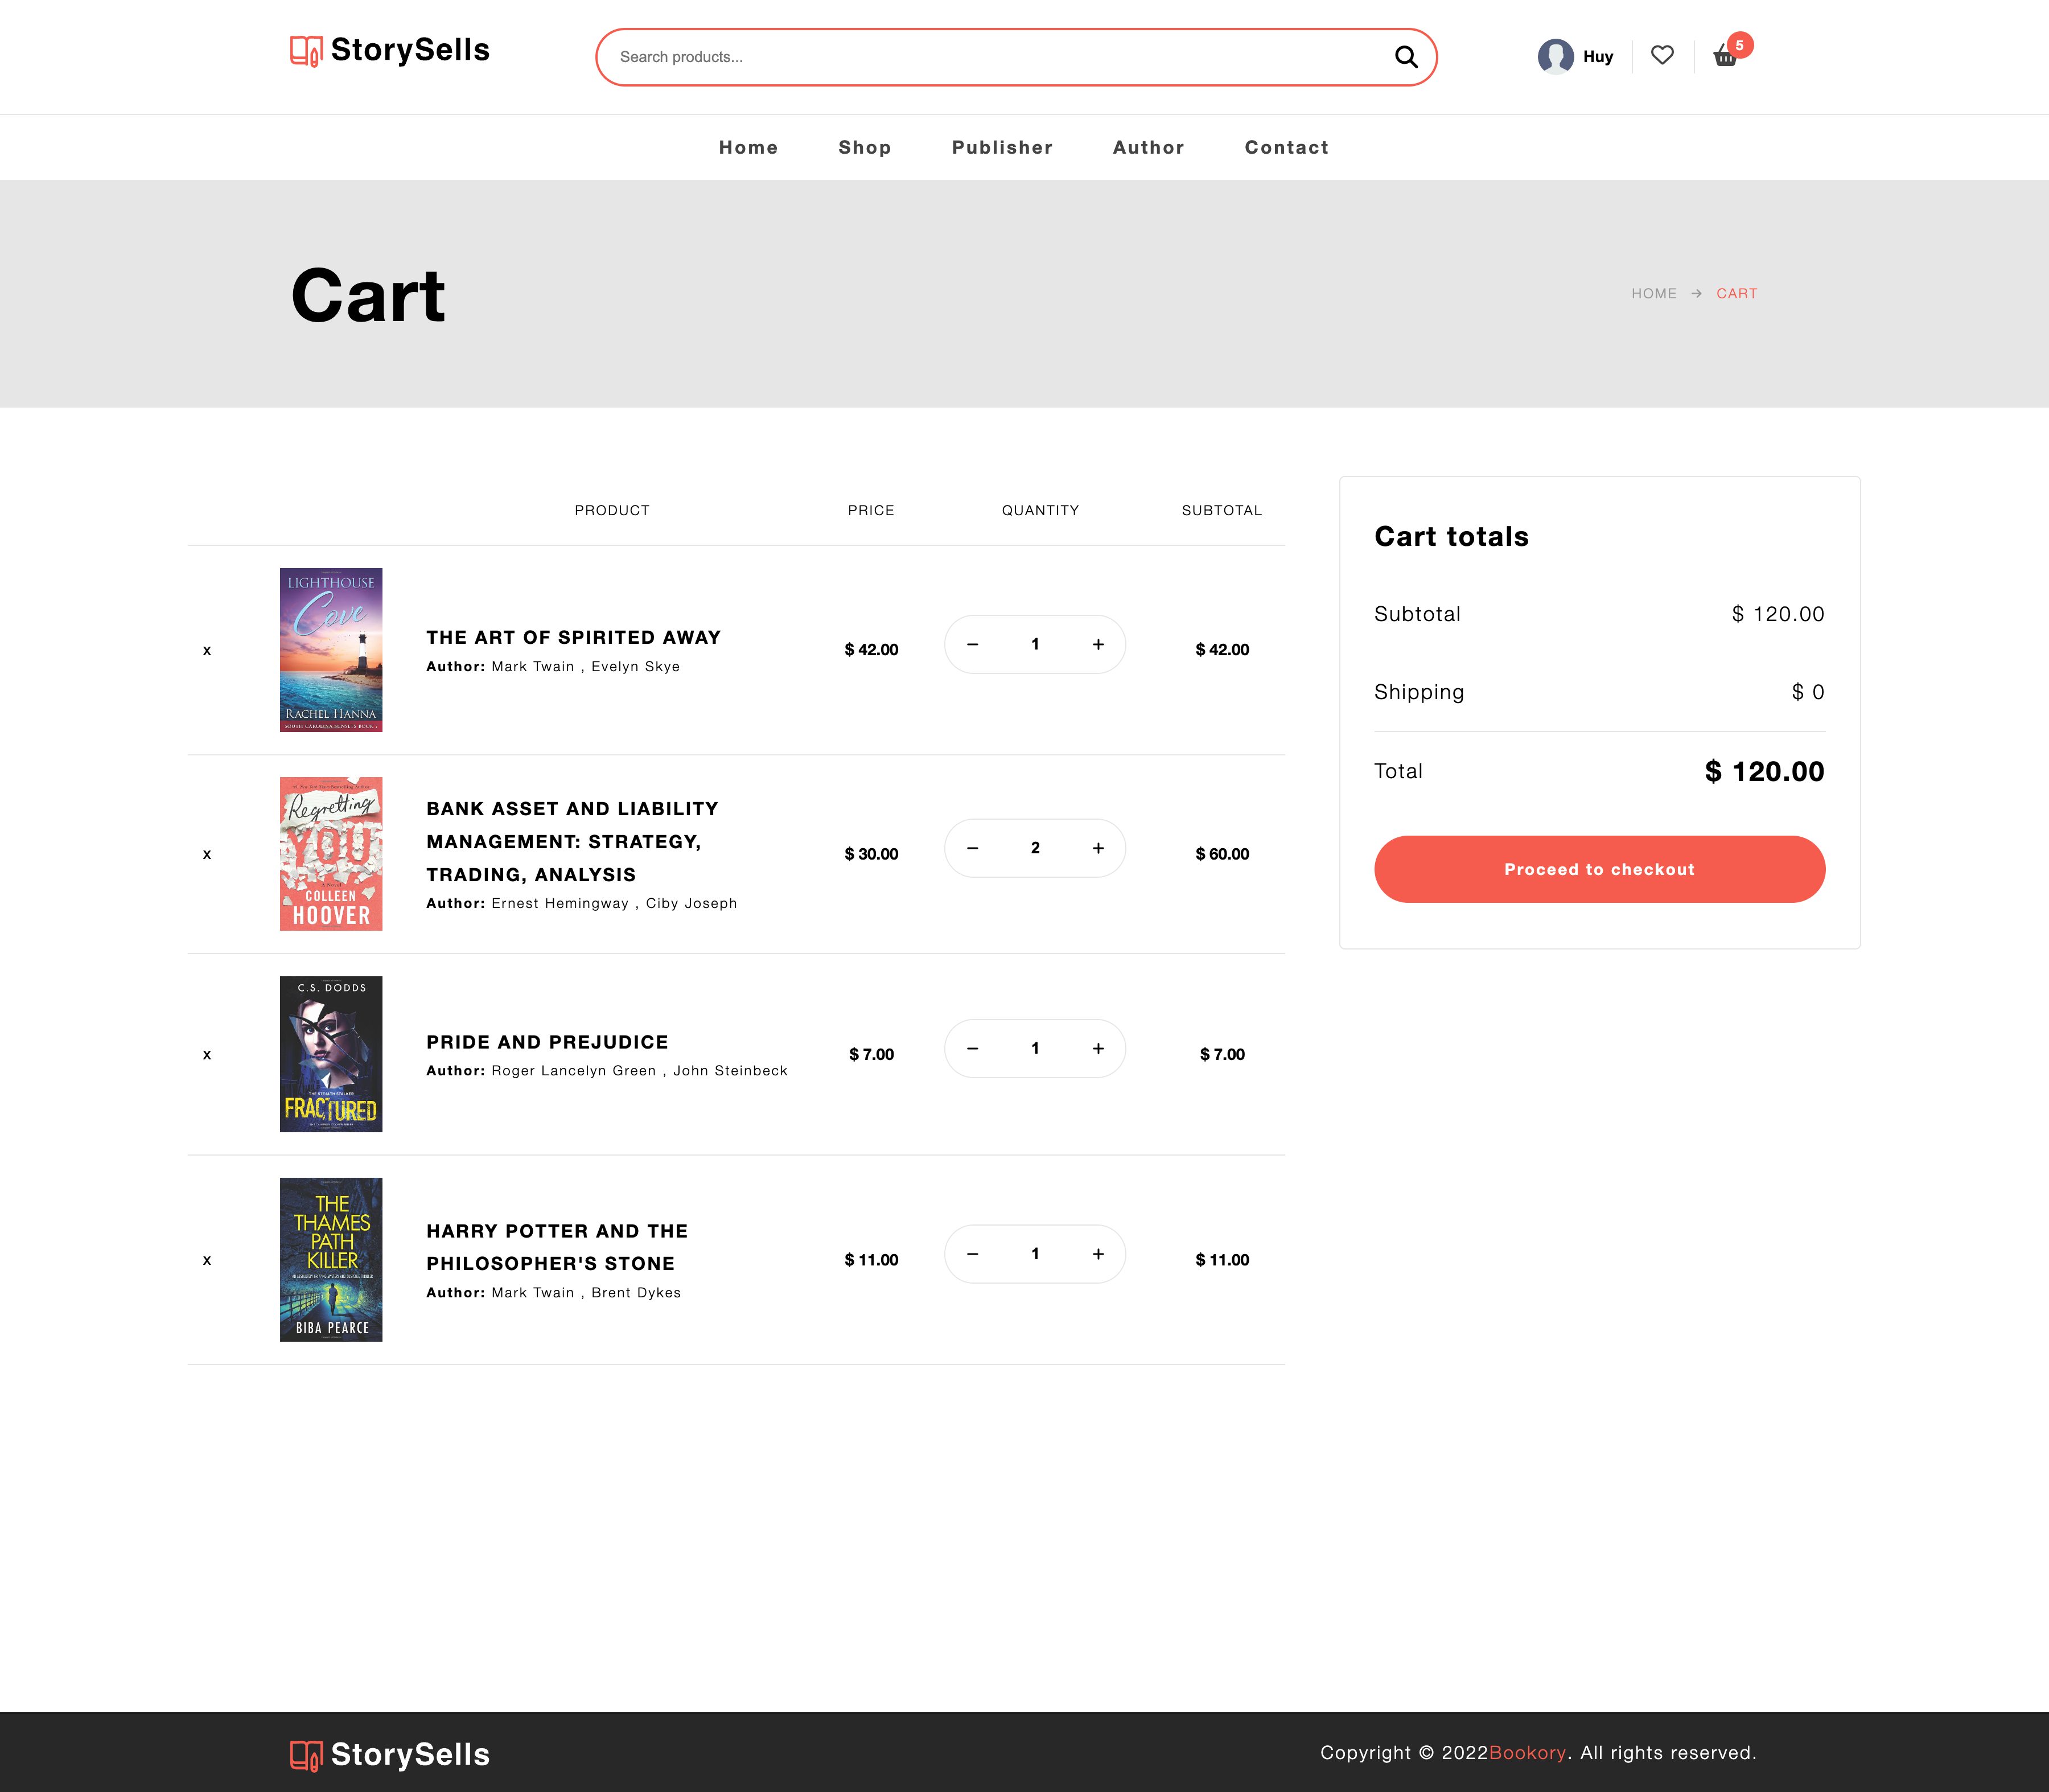 StorySells
Search products...
Huy
5
Home Shop Publisher Author Contact
Cart
HOME → CART
PRODUCT PRICE QUANTITY SUBTOTAL
LIGHTHOUSE
Cove
RACHEL HANNA
SOUTH CAROLINA SUNSETS BOOK 1
x
THE ART OF SPIRITED AWAY
Author: Mark Twain , Evelyn Skye
$ 42.00
− 1 +
$ 42.00
Regretting
YOU
COLLEEN
HOOVER
x
BANK ASSET AND LIABILITY
MANAGEMENT: STRATEGY,
TRADING, ANALYSIS
Author: Ernest Hemingway , Ciby Joseph
$ 30.00
− 2 +
$ 60.00
C.S. DODDS
FRACTURED
x
PRIDE AND PREJUDICE
Author: Roger Lancelyn Green , John Steinbeck
$ 7.00
− 1 +
$ 7.00
THE
THAMES
PATH
KILLER
BIBA PEARCE
x
HARRY POTTER AND THE
PHILOSOPHER'S STONE
Author: Mark Twain , Brent Dykes
$ 11.00
− 1 +
$ 11.00
Cart totals
Subtotal $ 120.00
Shipping $ 0
Total $ 120.00
Proceed to checkout
StorySells
Copyright © 2022Bookory. All rights reserved.